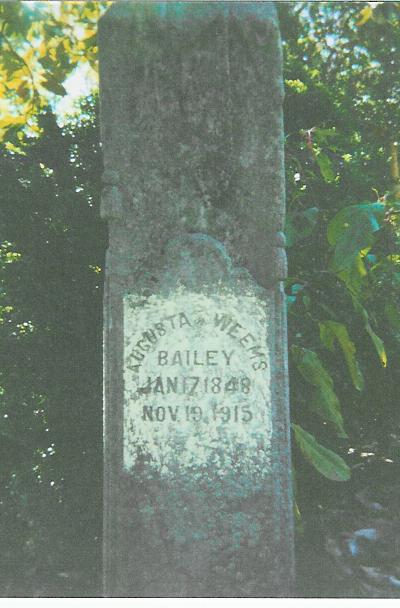 AUGUSTA WEEMS
BAILEY
JAN.17.1848
NOV.19.1915